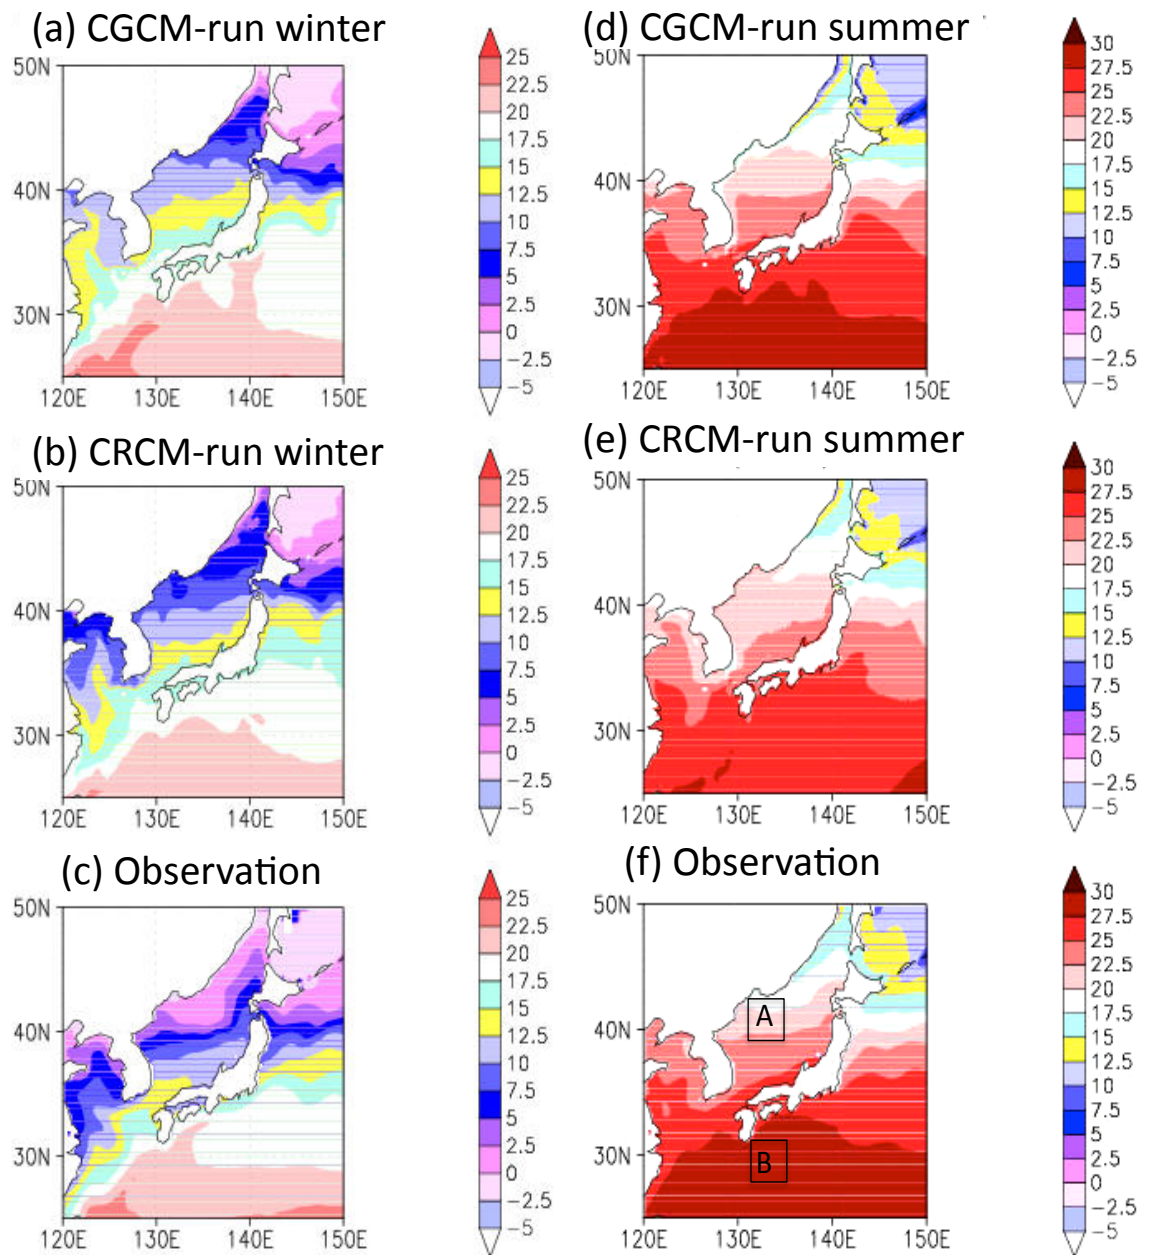 (a) CGCM-run winter
50N
40N
30N
120E 130E 140E 150E
25
22.5
20
17.5
15
12.5
10
7.5
5
2.5
0
−2.5
−5
(d) CGCM-run summer
50N
40N
30N
120E 130E 140E 150E
30
27.5
25
22.5
20
17.5
15
12.5
10
7.5
5
2.5
0
−2.5
−5
(b) CRCM-run winter
50N
40N
30N
120E 130E 140E 150E
25
22.5
20
17.5
15
12.5
10
7.5
5
2.5
0
−2.5
−5
(e) CRCM-run summer
50N
40N
30N
120E 130E 140E 150E
30
27.5
25
22.5
20
17.5
15
12.5
10
7.5
5
2.5
0
−2.5
−5
(c) Observation
50N
40N
30N
120E 130E 140E 150E
25
22.5
20
17.5
15
12.5
10
7.5
5
2.5
0
−2.5
−5
(f) Observation
50N
40N
30N
A
B
120E 130E 140E 150E
30
27.5
25
22.5
20
17.5
15
12.5
10
7.5
5
2.5
0
−2.5
−5